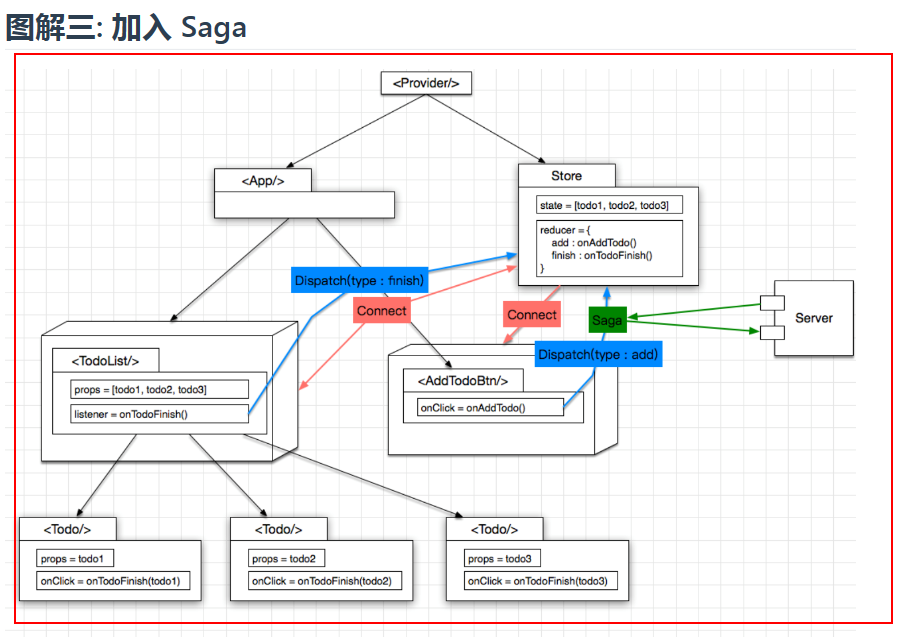 图解三: 加入 Saga
<Provider/>
<App/>
Store
state = [todo1, todo2, todo3]
reducer = {
add : onAddTodo()
finish : onTodoFinish()
}
Dispatch(type : finish)
Connect
Connect
Saga
Server
Dispatch(type : add)
<TodoList/>
props = [todo1, todo2, todo3]
listener = onTodoFinish()
<AddTodoBtn/>
onClick = onAddTodo()
<Todo/>
props = todo1
onClick = onTodoFinish(todo1)
<Todo/>
props = todo2
onClick = onTodoFinish(todo2)
<Todo/>
props = todo3
onClick = onTodoFinish(todo3)